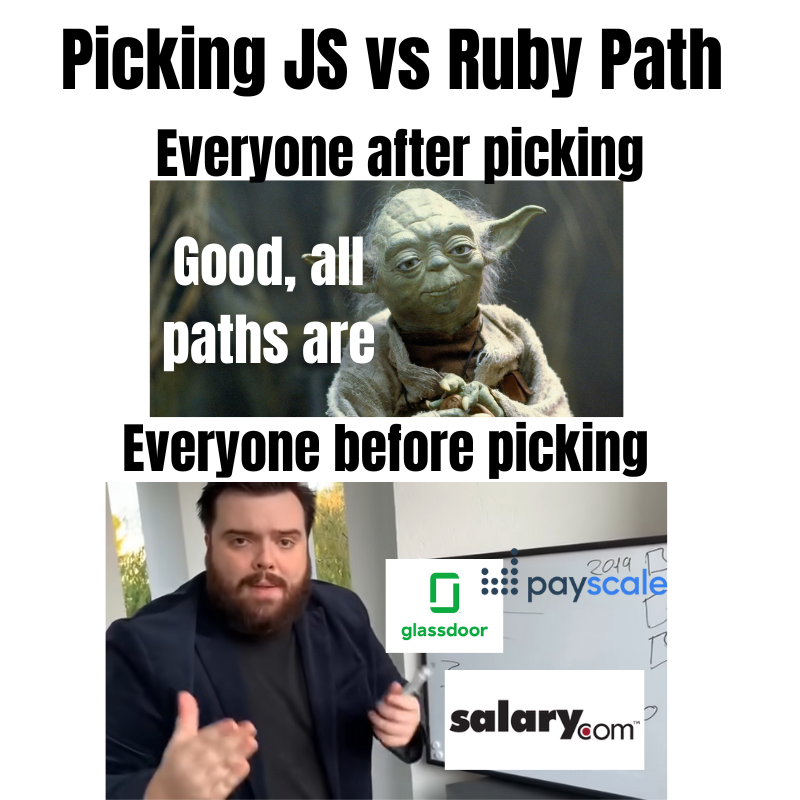 Picking JS vs Ruby Path
Everyone after picking
Good, all
paths are
Everyone before picking
2019
payscale
glassdoor
salary.com™